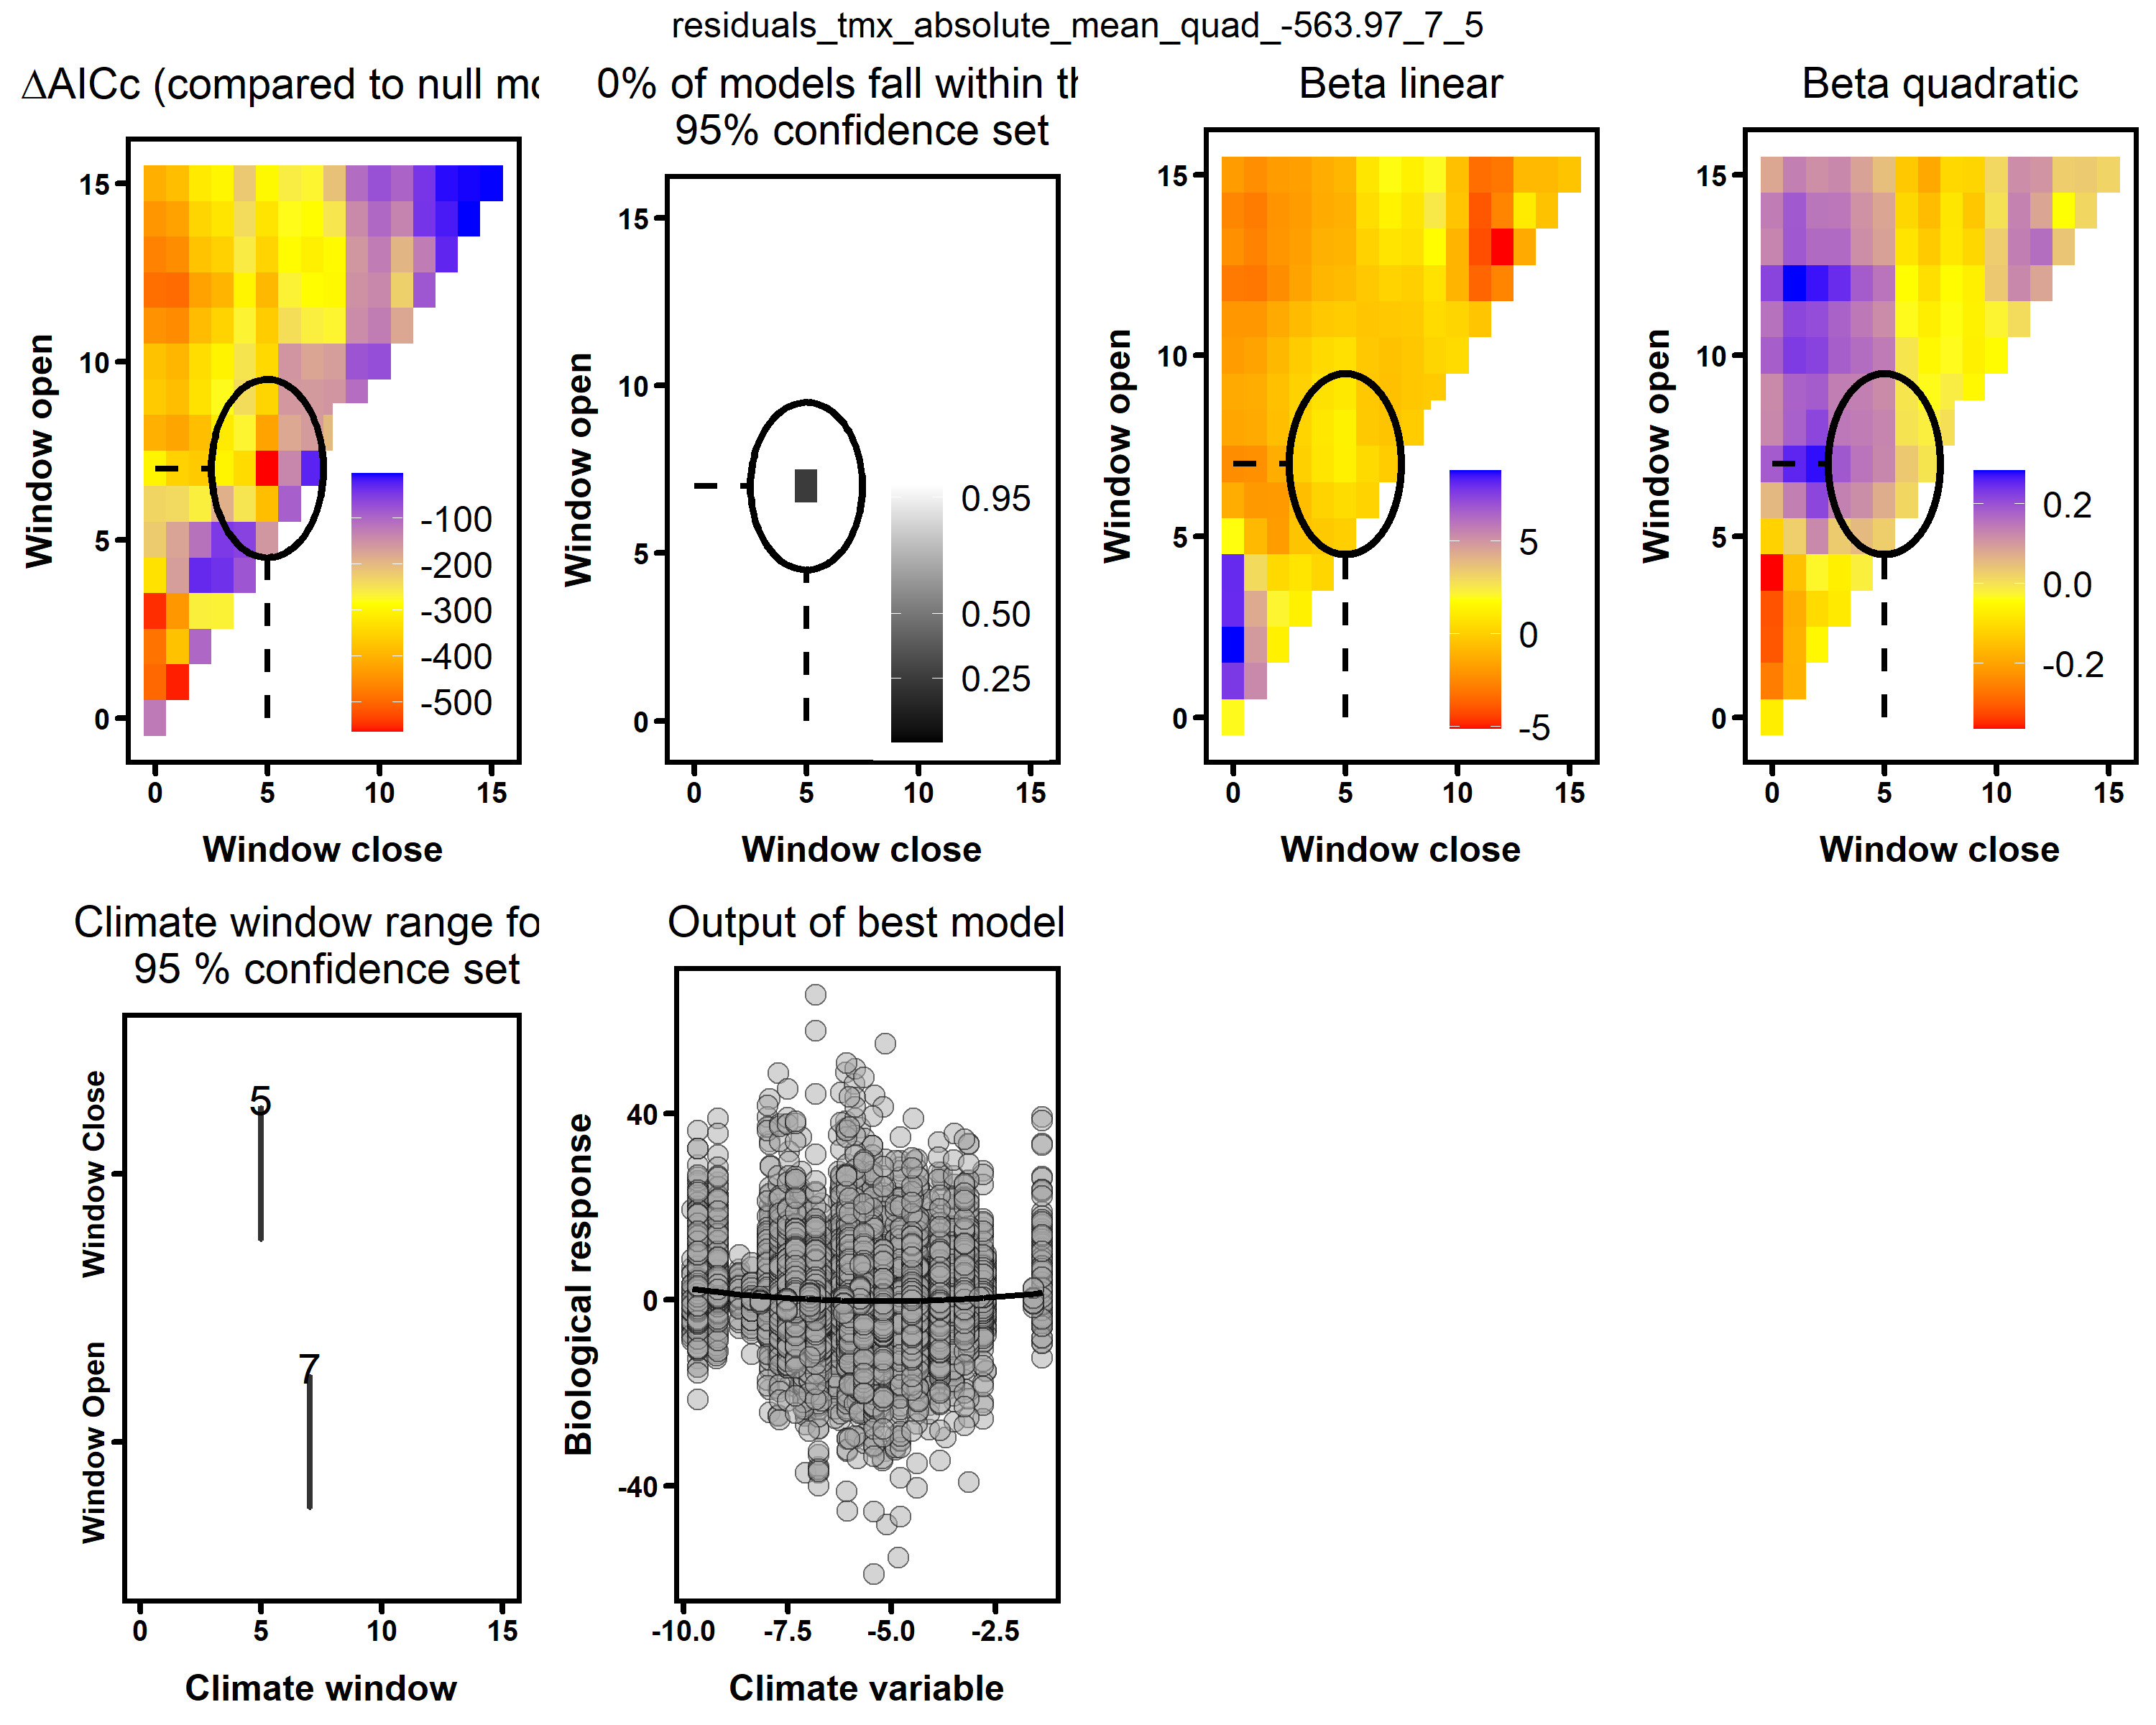 residuals_tmx_absolute_mean_quad_-563.97_7_5
ΔAICc (compared to null mo
Window open
15
10
5
0
-100
-200
-300
-400
-500
0 5 10 15
Window close
0% of models fall within th
95% confidence set
Window open
15
10
5
0
0.95
0.50
0.25
0 5 10 15
Window close
Beta linear
Window open
15
10
5
0
5
0
-5
0 5 10 15
Window close
Beta quadratic
Window open
15
10
5
0
0.2
0.0
-0.2
0 5 10 15
Window close
Climate window range fo
95 % confidence set
Window Close
Window Open
5
7
0 5 10 15
Climate window
Output of best model
Biological response
40
0
-40
-10.0 -7.5 -5.0 -2.5
Climate variable